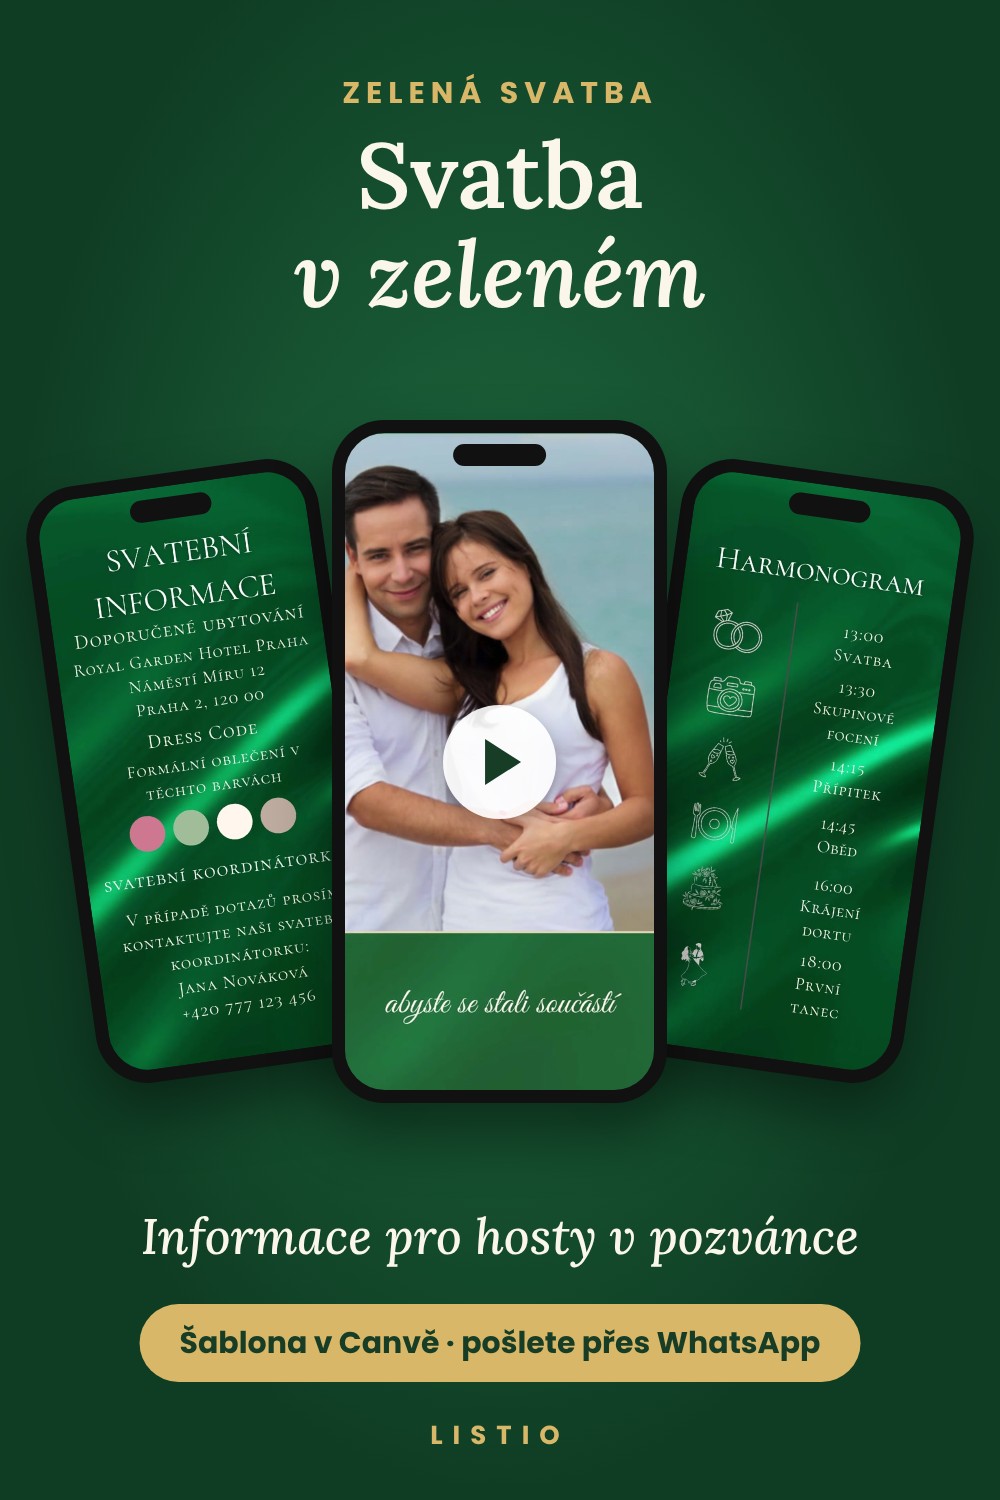 ZELENÁ SVATBA
Svatba
v zeleném
SVATEBNÍ
INFORMACE
DOPORUČENÉ UBYTOVÁNÍ
ROYAL GARDEN HOTEL PRAHA
NÁMĚSTÍ MÍRU 12
PRAHA 2, 120 00
DRESS CODE
FORMÁLNÍ OBLEČENÍ V
TĚCHTO BARVÁCH
SVATEBNÍ KOORDINÁTORK
V PŘÍPADĚ DOTAZŮ PROSÍM
KONTAKTUJTE NAŠI SVATEB
KOORDINÁTORKU:
JANA NOVÁKOVÁ
+420 777 123 456
abyste se stali součástí
HARMONOGRAM
13:00
SVATBA
13:30
SKUPINOVÉ
FOCENÍ
14:15
PŘÍPITEK
14:45
OBĚD
16:00
KRÁJENÍ
DORTU
18:00
PRVNÍ
TANEC
Informace pro hosty v pozvánce
Šablona v Canvě · pošlete přes WhatsApp
LISTIO